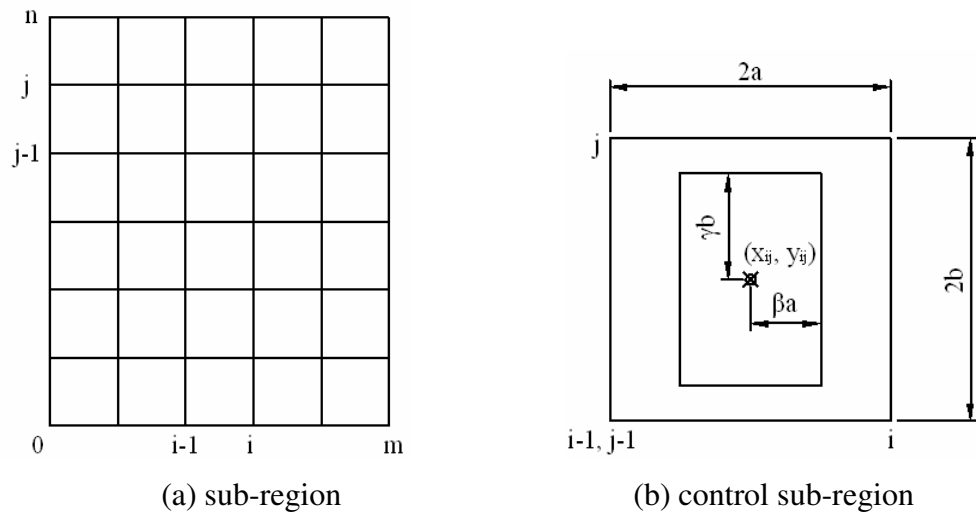 n
j
j-1
0
i-1
i
m
(a) sub-region
2a
j
γb
(xij, yij)
βa
2b
i-1, j-1
i
(b) control sub-region